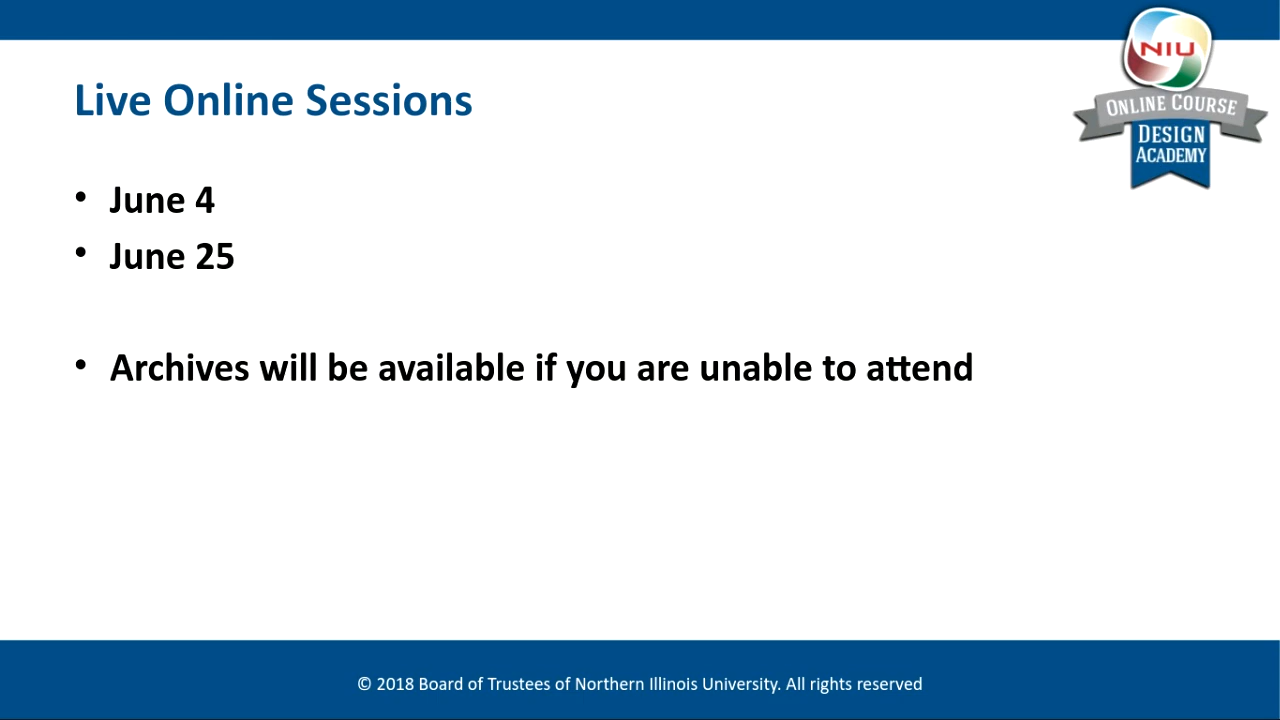 NIU
ONLINE COURSE
DESIGN
ACADEMY
Live Online Sessions
• June 4
• June 25
• Archives will be available if you are unable to attend
© 2018 Board of Trustees of Northern Illinois University. All rights reserved